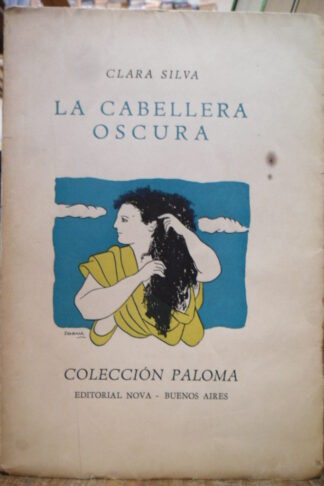 CLARA SILVA
LA CABELLERA
OSCURA
COLECCIÓN PALOMA
EDITORIAL NOVA - BUENOS AIRES